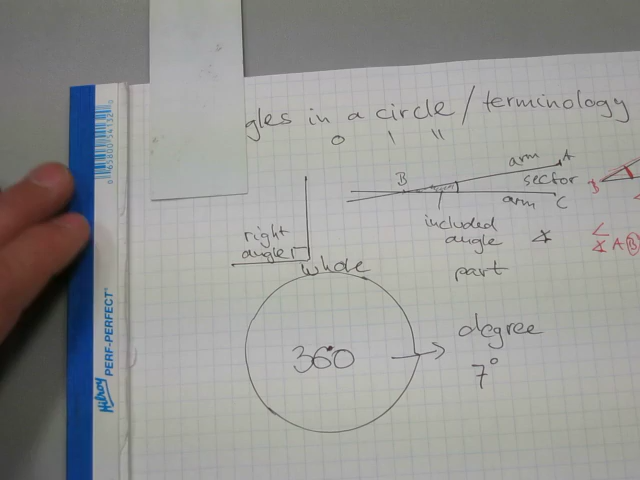 gles in a circle / terminology
o ' "
arm A
B
sector
arm C
B
included
angle ∡
∠
∡ A B
right
angle
whole
part
degree
360
7°
Hilroy PERF-PERFECT